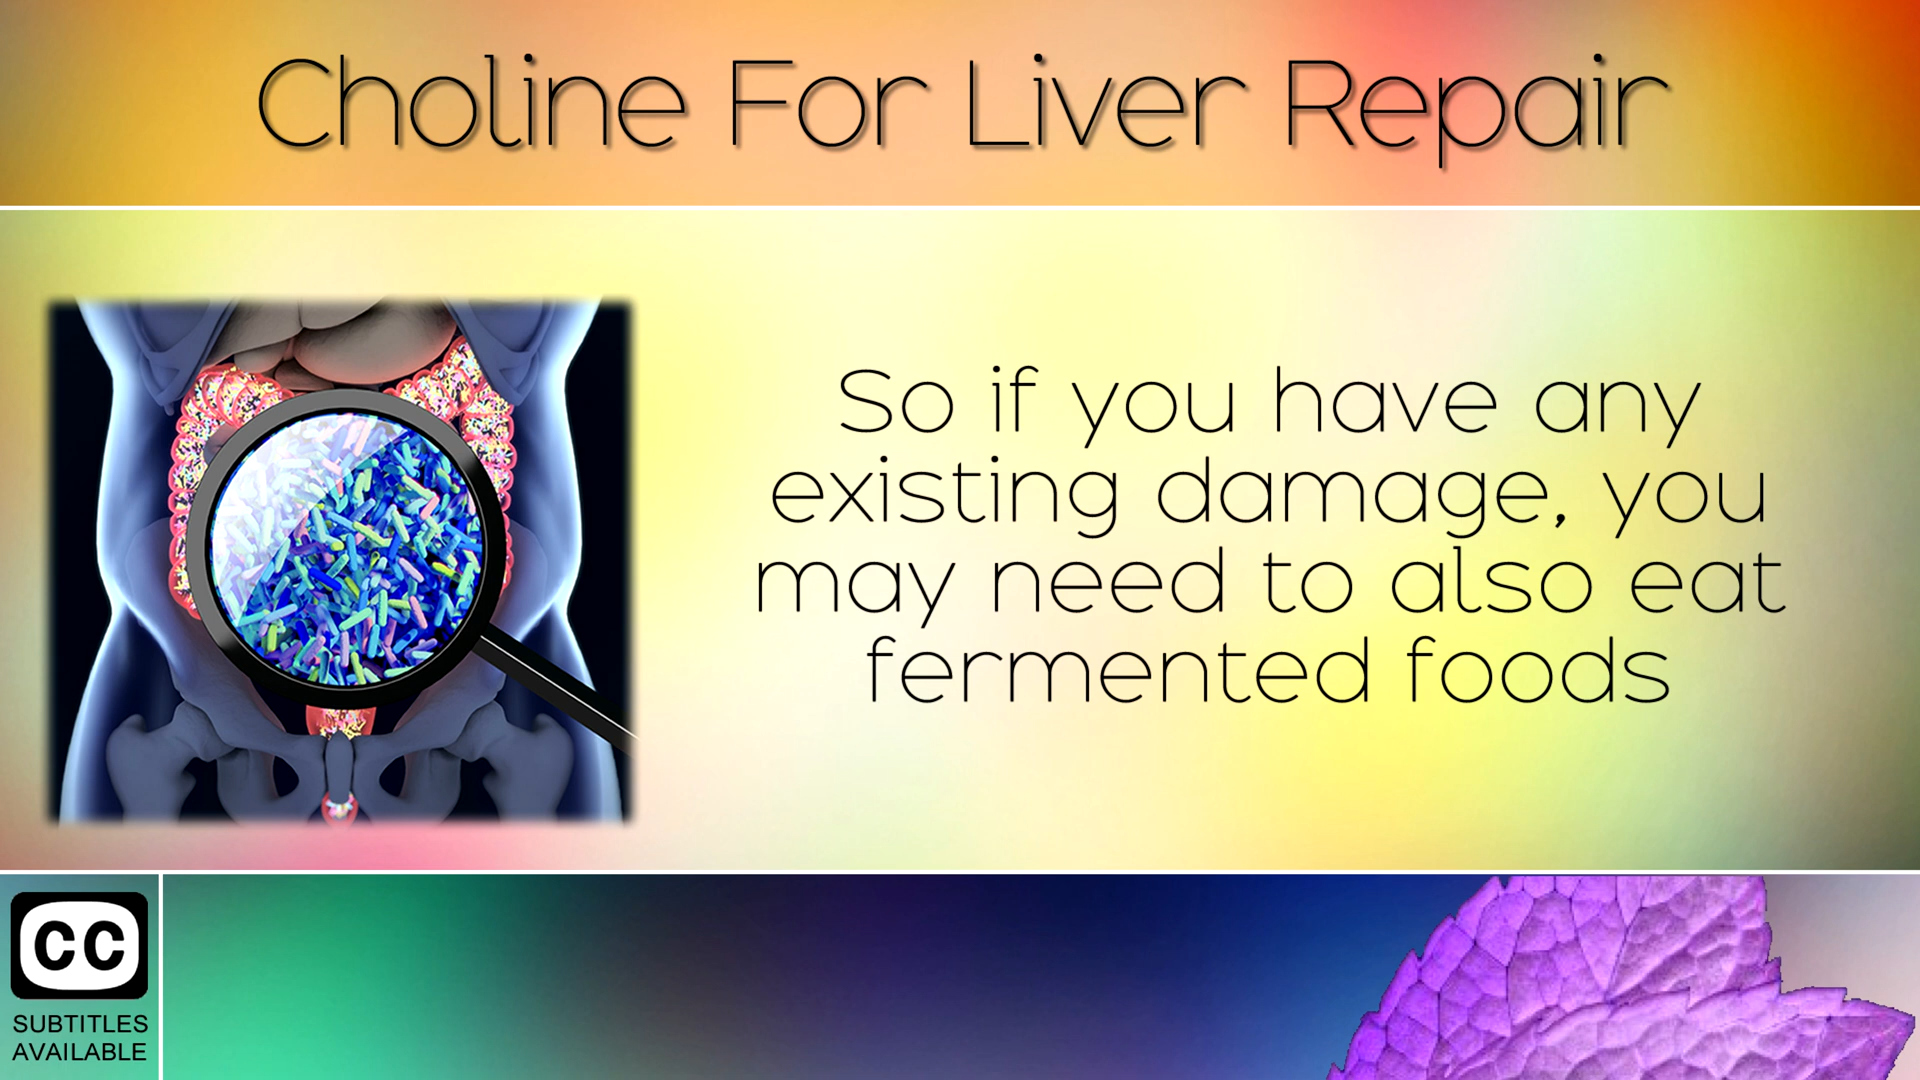 Choline For Liver Repair
So if you have any
existing damage, you
may need to also eat
fermented foods
CC
SUBTITLES
AVAILABLE